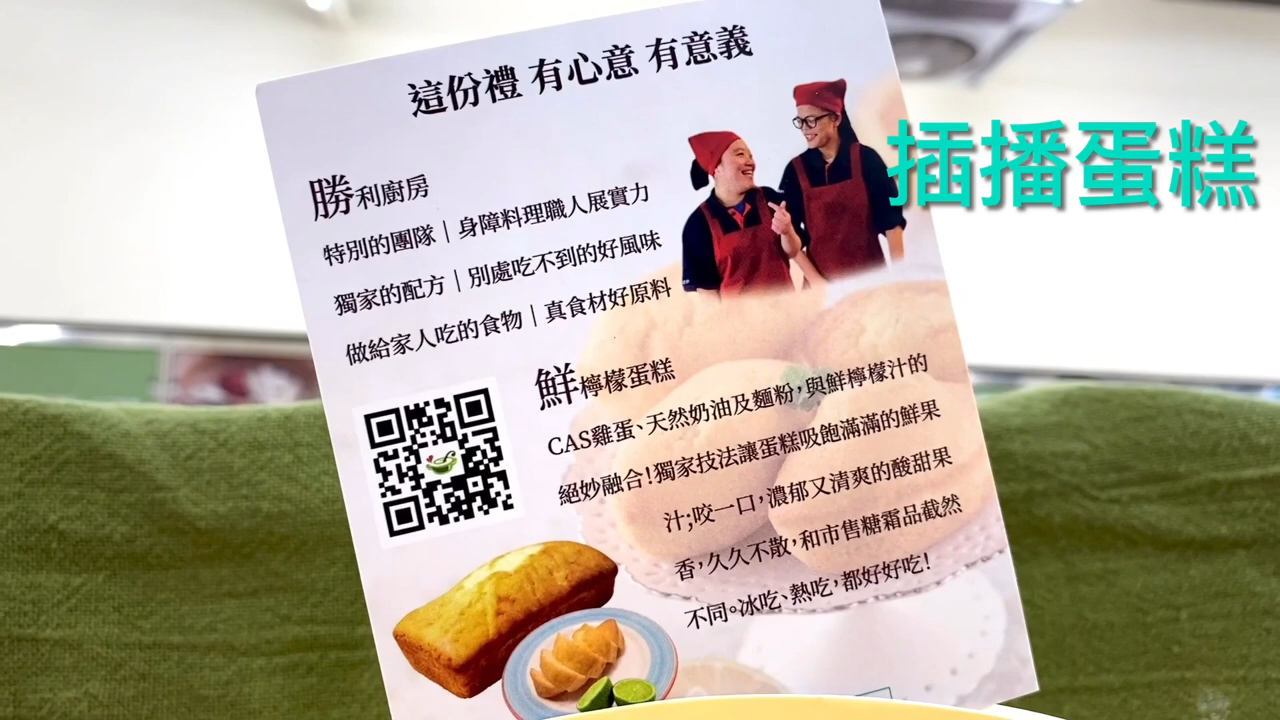 這份禮 有心意 有意義
插播蛋糕
勝利廚房
特別的團隊｜身障料理職人展實力
獨家的配方｜別處吃不到的好風味
做給家人吃的食物｜真食材好原料
鮮檸檬蛋糕
CAS雞蛋、天然奶油及麵粉，與鮮檸檬汁的
絕妙融合！獨家技法讓蛋糕吸飽滿滿的鮮果
汁；咬一口，濃郁又清爽的酸甜果
香，久久不散，和市售糖霜品截然
不同。冰吃、熱吃，都好好吃！